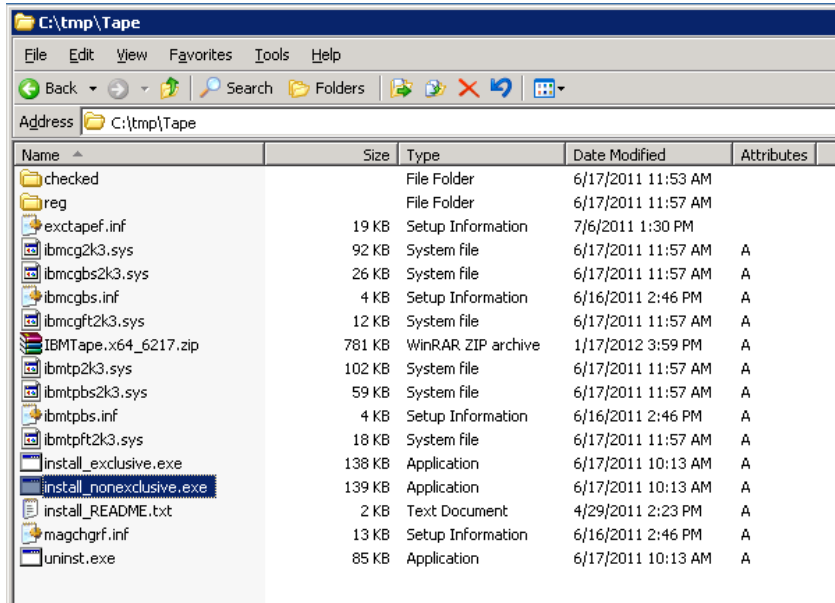 C:\tmp\Tape
File Edit View Favorites Tools Help
Back Search Folders
Address C:\tmp\Tape
Name Size Type Date Modified Attributes
checked File Folder 6/17/2011 11:53 AM
reg File Folder 6/17/2011 11:57 AM
exctapef.inf 19 KB Setup Information 7/6/2011 1:30 PM
ibmcg2k3.sys 92 KB System file 6/17/2011 11:57 AM A
ibmcgbs2k3.sys 26 KB System file 6/17/2011 11:57 AM A
ibmcgbs.inf 4 KB Setup Information 6/16/2011 2:46 PM A
ibmcgft2k3.sys 12 KB System file 6/17/2011 11:57 AM A
IBMTape.x64_6217.zip 781 KB WinRAR ZIP archive 1/17/2012 3:59 PM A
ibmtp2k3.sys 102 KB System file 6/17/2011 11:57 AM A
ibmtpbs2k3.sys 59 KB System file 6/17/2011 11:57 AM A
ibmtpbs.inf 4 KB Setup Information 6/16/2011 2:46 PM A
ibmtpft2k3.sys 18 KB System file 6/17/2011 11:57 AM A
install_exclusive.exe 138 KB Application 6/17/2011 10:13 AM A
install_nonexclusive.exe 139 KB Application 6/17/2011 10:13 AM A
install_README.txt 2 KB Text Document 4/29/2011 2:23 PM A
magchgrf.inf 13 KB Setup Information 6/16/2011 2:46 PM A
uninst.exe 85 KB Application 6/17/2011 10:13 AM A